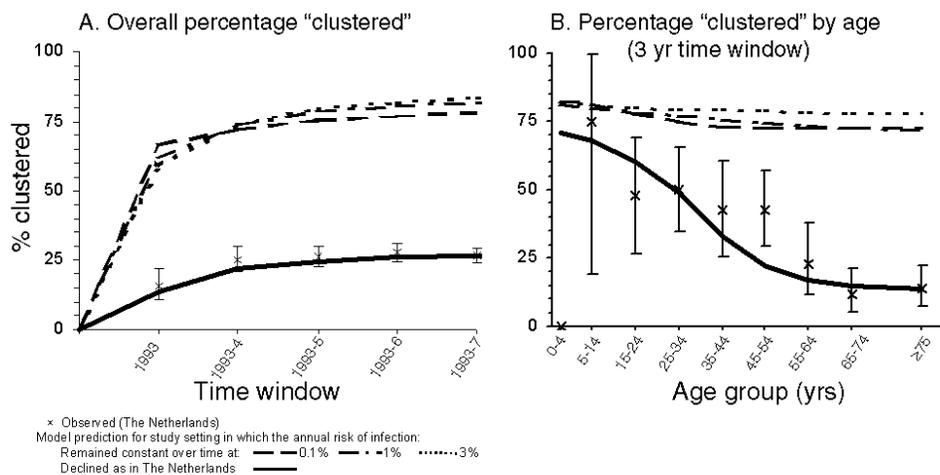 A. Overall percentage “clustered”
100
75
50
25
0
% clustered
1993
1993-4
1993-5
1993-6
1993-7
Time window
B. Percentage “clustered” by age
(3 yr time window)
100
75
50
25
0
0-4
5-14
15-24
25-34
35-44
45-54
55-64
65-74
≥75
Age group (yrs)
× Observed (The Netherlands)
Model prediction for study setting in which the annual risk of infection:
Remained constant over time at: 0.1% 1% 3%
Declined as in The Netherlands